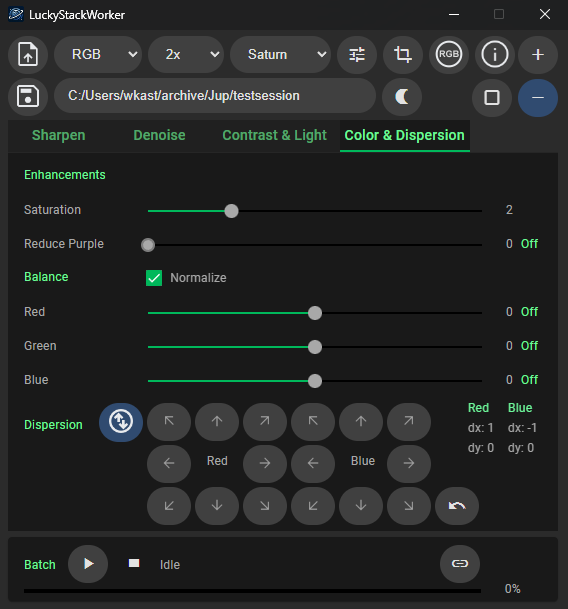 LuckyStackWorker
RGB 2x Saturn RGB
C:/Users/wkast/archive/Jup/testsession
Sharpen Denoise Contrast & Light Color & Dispersion
Enhancements
Saturation 2
Reduce Purple 0 Off
Balance Normalize
Red 0 Off
Green 0 Off
Blue 0 Off
Red Blue
Dispersion dx: 1 dx: -1
dy: 0 dy: 0
Red Blue
Batch Idle
0%